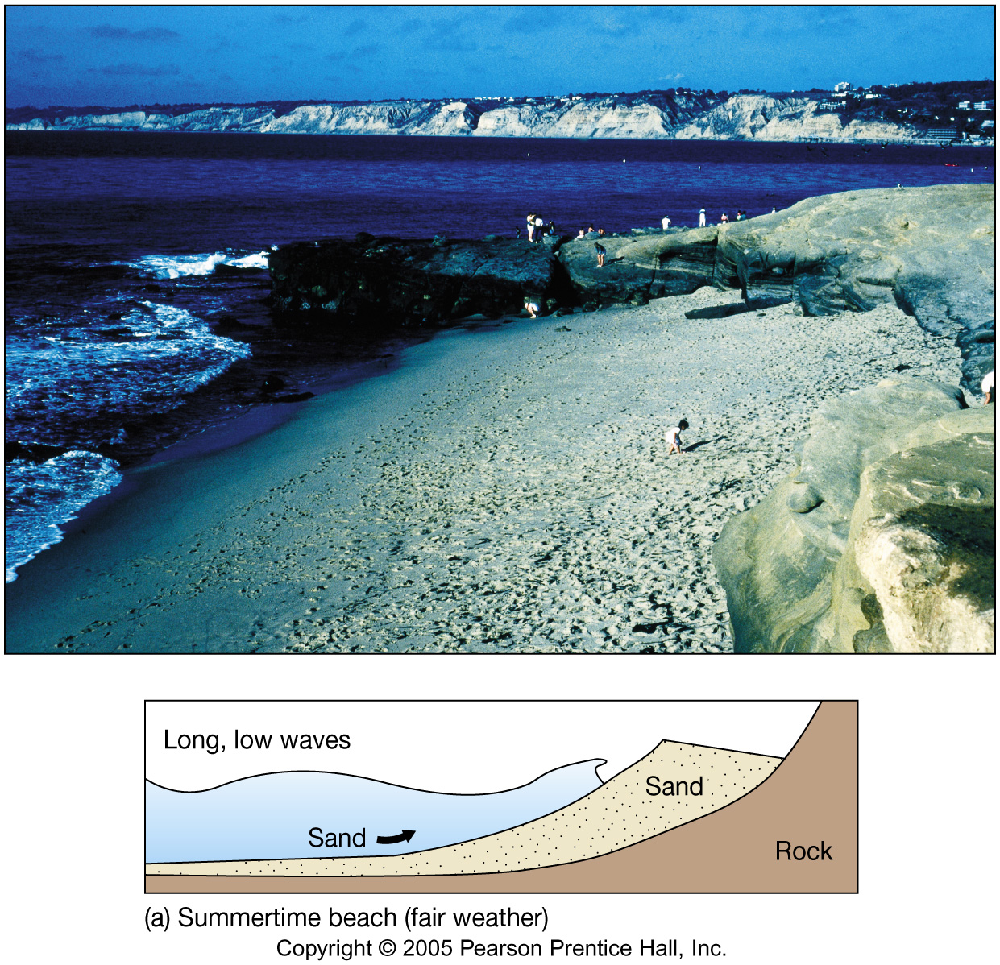 Long, low waves
Sand
Sand
Rock
(a) Summertime beach (fair weather)
Copyright © 2005 Pearson Prentice Hall, Inc.